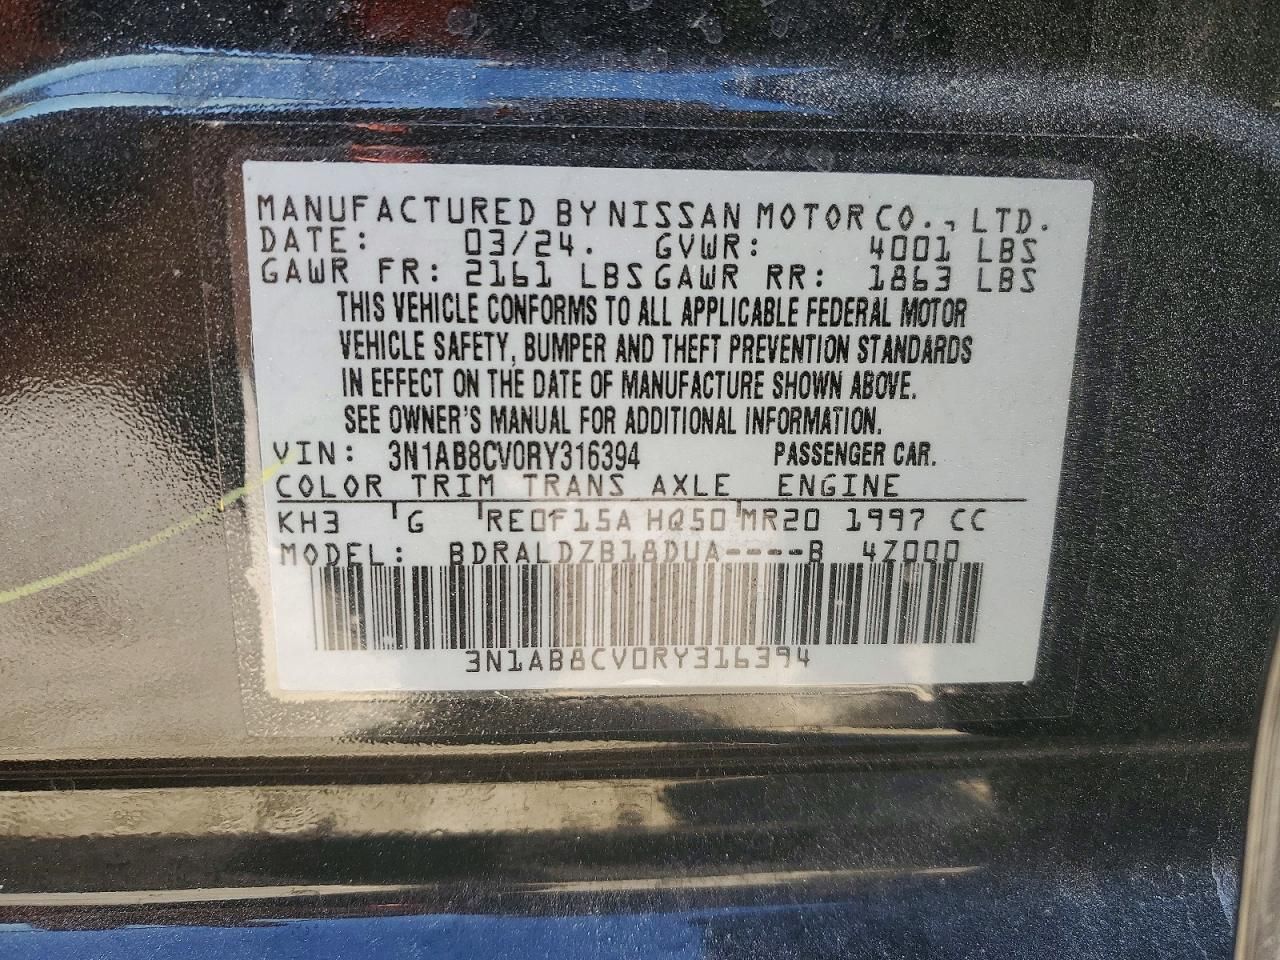 MANUFACTURED BY NISSAN MOTOR CO., LTD.
DATE: 03/24. GVWR: 4001 LBS
GAWR FR: 2161 LBS GAWR RR: 1863 LBS
THIS VEHICLE CONFORMS TO ALL APPLICABLE FEDERAL MOTOR
VEHICLE SAFETY, BUMPER AND THEFT PREVENTION STANDARDS
IN EFFECT ON THE DATE OF MANUFACTURE SHOWN ABOVE.
SEE OWNER'S MANUAL FOR ADDITIONAL INFORMATION.
VIN: 3N1AB8CV0RY316394 PASSENGER CAR.
COLOR TRIM TRANS AXLE ENGINE
KH3 G RE0F15A HQ50 MR20 1997 CC
MODEL: BDRALDZB18DUA----B 4Z000
3N1AB8CV0RY316394